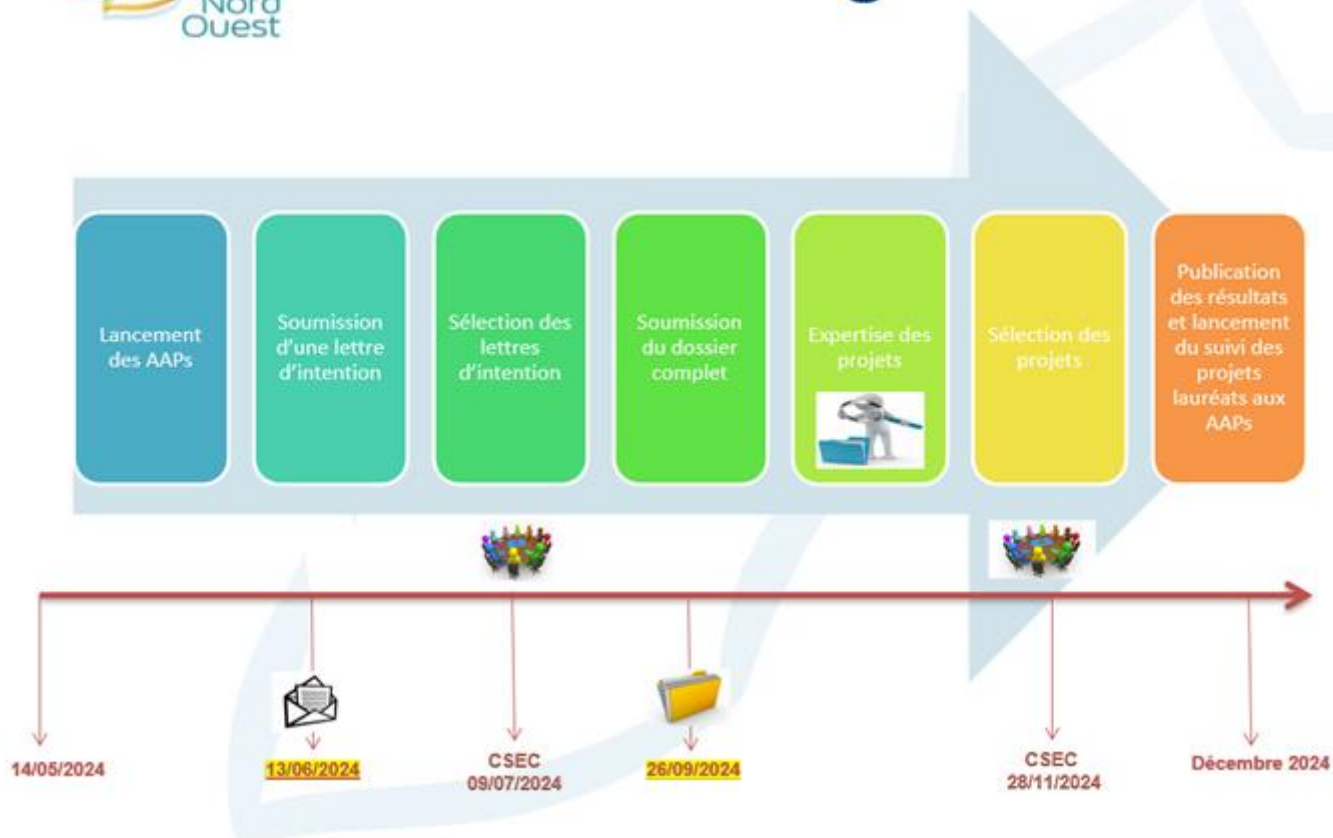 Nord
Ouest
Lancement
des AAPs
Soumission
d'une lettre
d'intention
Sélection des
lettres
d'intention
Soumission
du dossier
complet
Expertise des
projets
Sélection des
projets
Publication
des résultats
et lancement
du suivi des
projets
lauréats aux
AAPs
14/05/2024
13/06/2024
CSEC
09/07/2024
26/09/2024
CSEC
28/11/2024
Décembre 2024